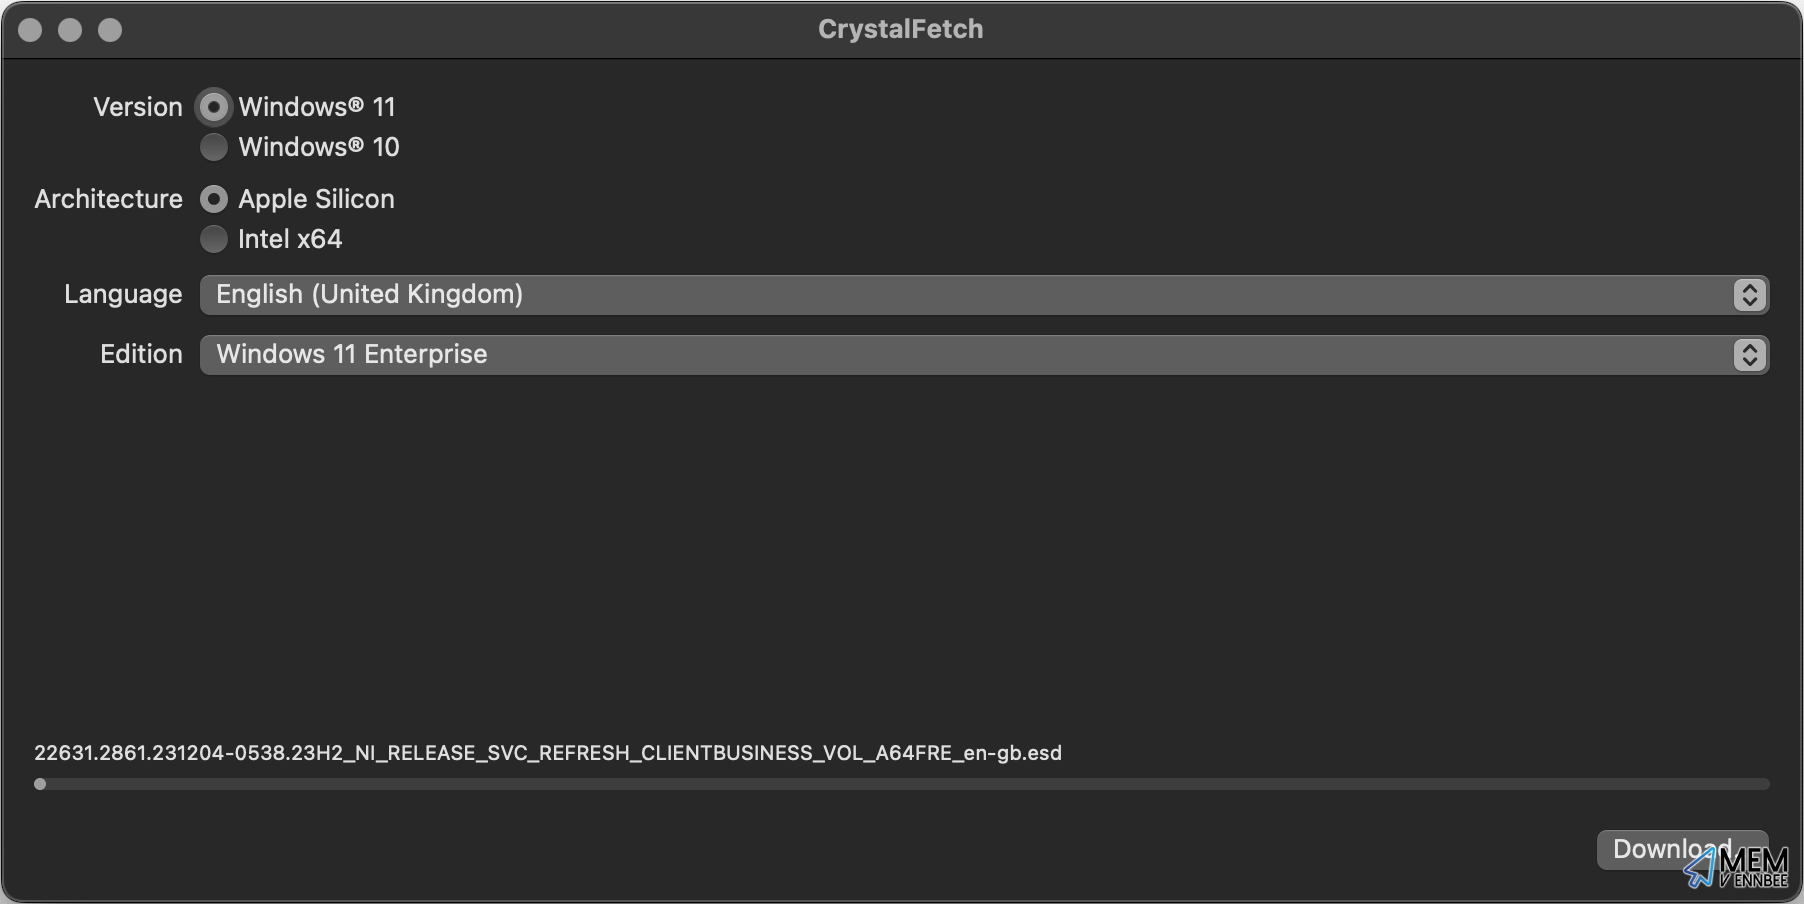 CrystalFetch
Version Windows® 11
Windows® 10
Architecture Apple Silicon
Intel x64
Language English (United Kingdom)
Edition Windows 11 Enterprise
22631.2861.231204-0538.23H2_NI_RELEASE_SVC_REFRESH_CLIENTBUSINESS_VOL_A64FRE_en-gb.esd
Download
MEM
VENNBEE